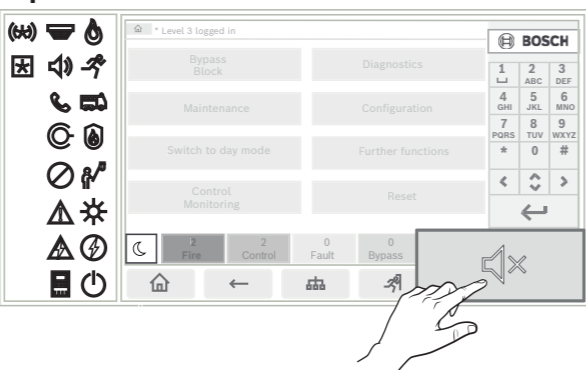 * Level 3 logged in
BOSCH
Bypass
Block
Diagnostics
Maintenance
Configuration
Switch to day mode
Further functions
Control
Monitoring
Reset
1 2 3
ABC DEF
4 5 6
GHI JKL MNO
7 8 9
PQRS TUV WXYZ
* 0 #
2 2 0 0
Fire Control Fault Bypass